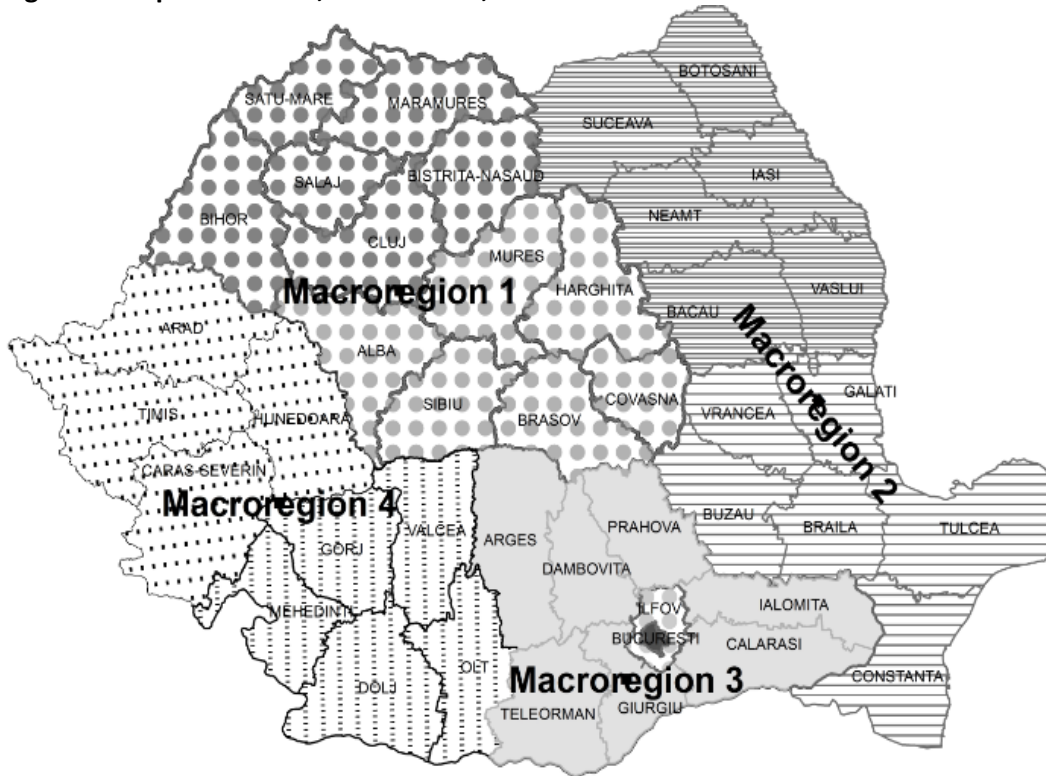 BOTOSANI
SATU-MARE
MARAMURES
SUCEAVA
IASI
SALAJ
BISTRITA-NASAUD
BIHOR
NEAMT
CLUJ
MURES
VASLUI
HARGHITA
Macroregion 1
BACAU
ARAD
ALBA
Macroregion 2
GALATI
SIBIU
COVASNA
TIMIS
HUNEDOARA
BRASOV
VRANCEA
CARAS-SEVERIN
Macroregion 4
VALCEA
BUZAU
PRAHOVA
BRAILA
TULCEA
ARGES
GORJ
DAMBOVITA
ILFOV
IALOMITA
MEHEDINTI
BUCURESTI
CALARASI
OLT
CONSTANTA
DOLJ
Macroregion 3
GIURGIU
TELEORMAN